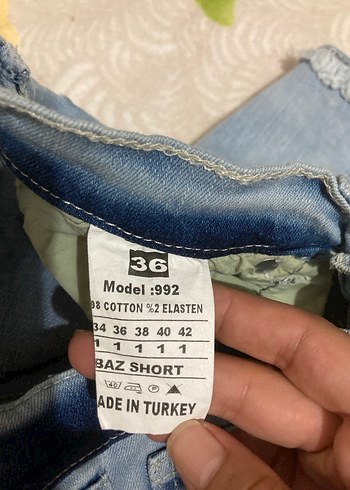 36
Model :992
98 COTTON %2 ELASTEN
34 36 38 40 42
1 1 1 1 1
BAZ SHORT
40 P
ADE IN TURKEY